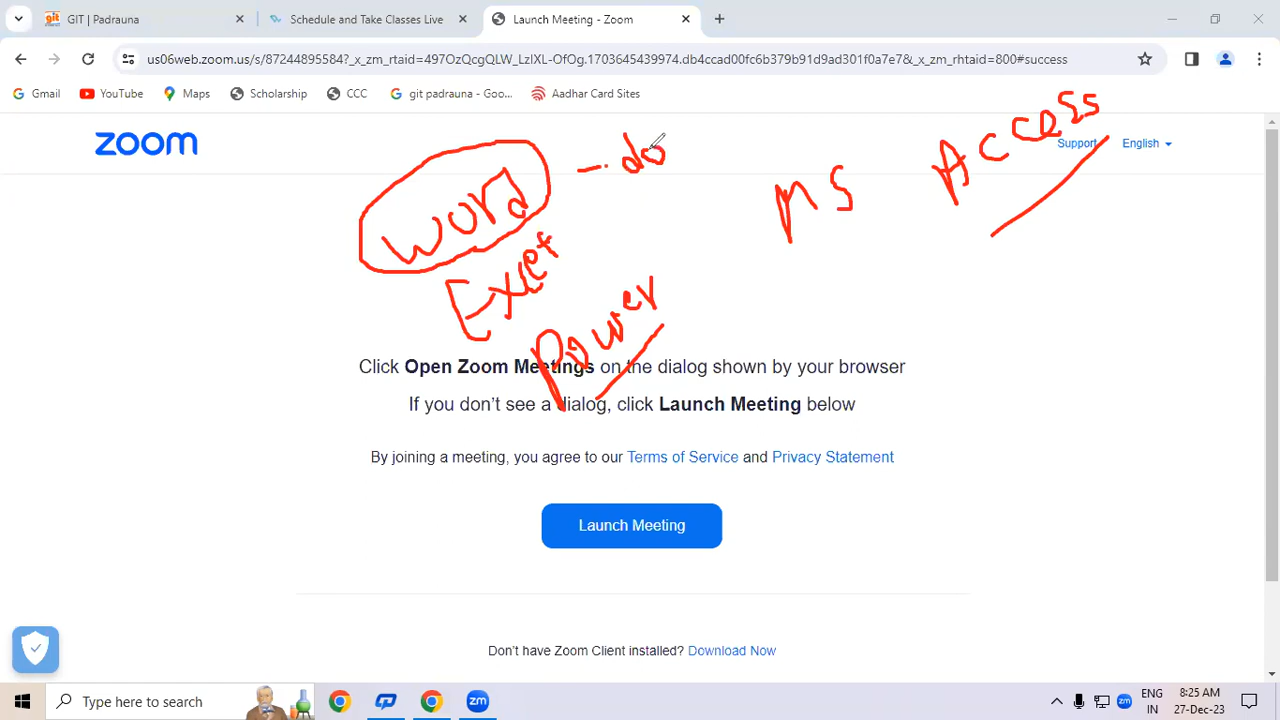 GIT | Padrauna
Schedule and Take Classes Live
Launch Meeting - Zoom
us06web.zoom.us/s/87244895584?_x_zm_rtaid=497OzQcgQLW_LzlXL-OfOg.1703645439974.db4ccad00fc6b379b91d9ad301f0a7e7&_x_zm_rhtaid=800#success
Gmail
YouTube
Maps
Scholarship
CCC
git padrauna - Goo...
Aadhar Card Sites
zoom
Support
English
word
- . do
MS Access
Power
Click Open Zoom Meetings on the dialog shown by your browser
If you don't see a dialog, click Launch Meeting below
By joining a meeting, you agree to our Terms of Service and Privacy Statement
Launch Meeting
Don't have Zoom Client installed? Download Now
Type here to search
zm
zm
ENG
IN
8:25 AM
27-Dec-23